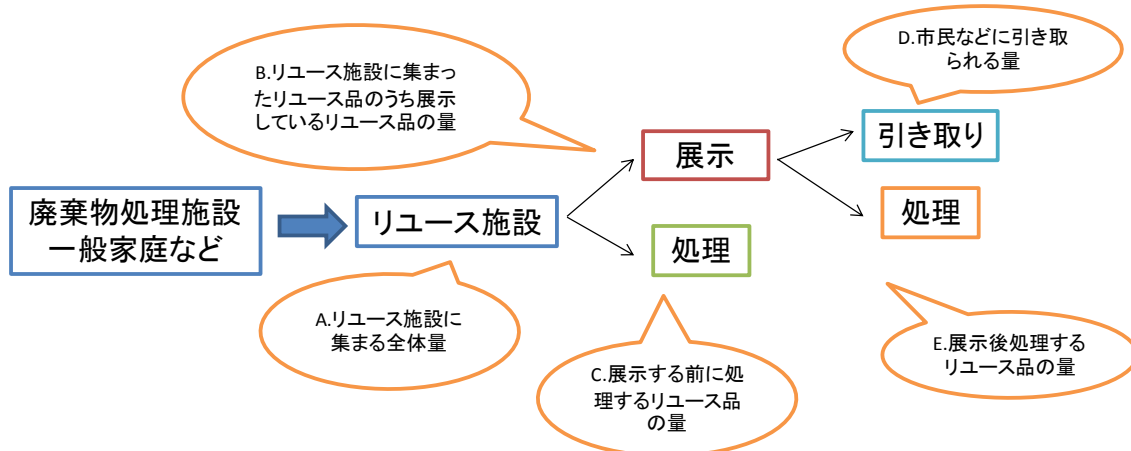 D.市民などに引き取
られる量
B.リユース施設に集まっ
たリユース品のうち展示
しているリユース品の量
引き取り
展示
廃棄物処理施設
一般家庭など
リユース施設
処理
処理
A.リユース施設に
集まる全体量
C.展示する前に処
理するリユース品
の量
E.展示後処理する
リユース品の量